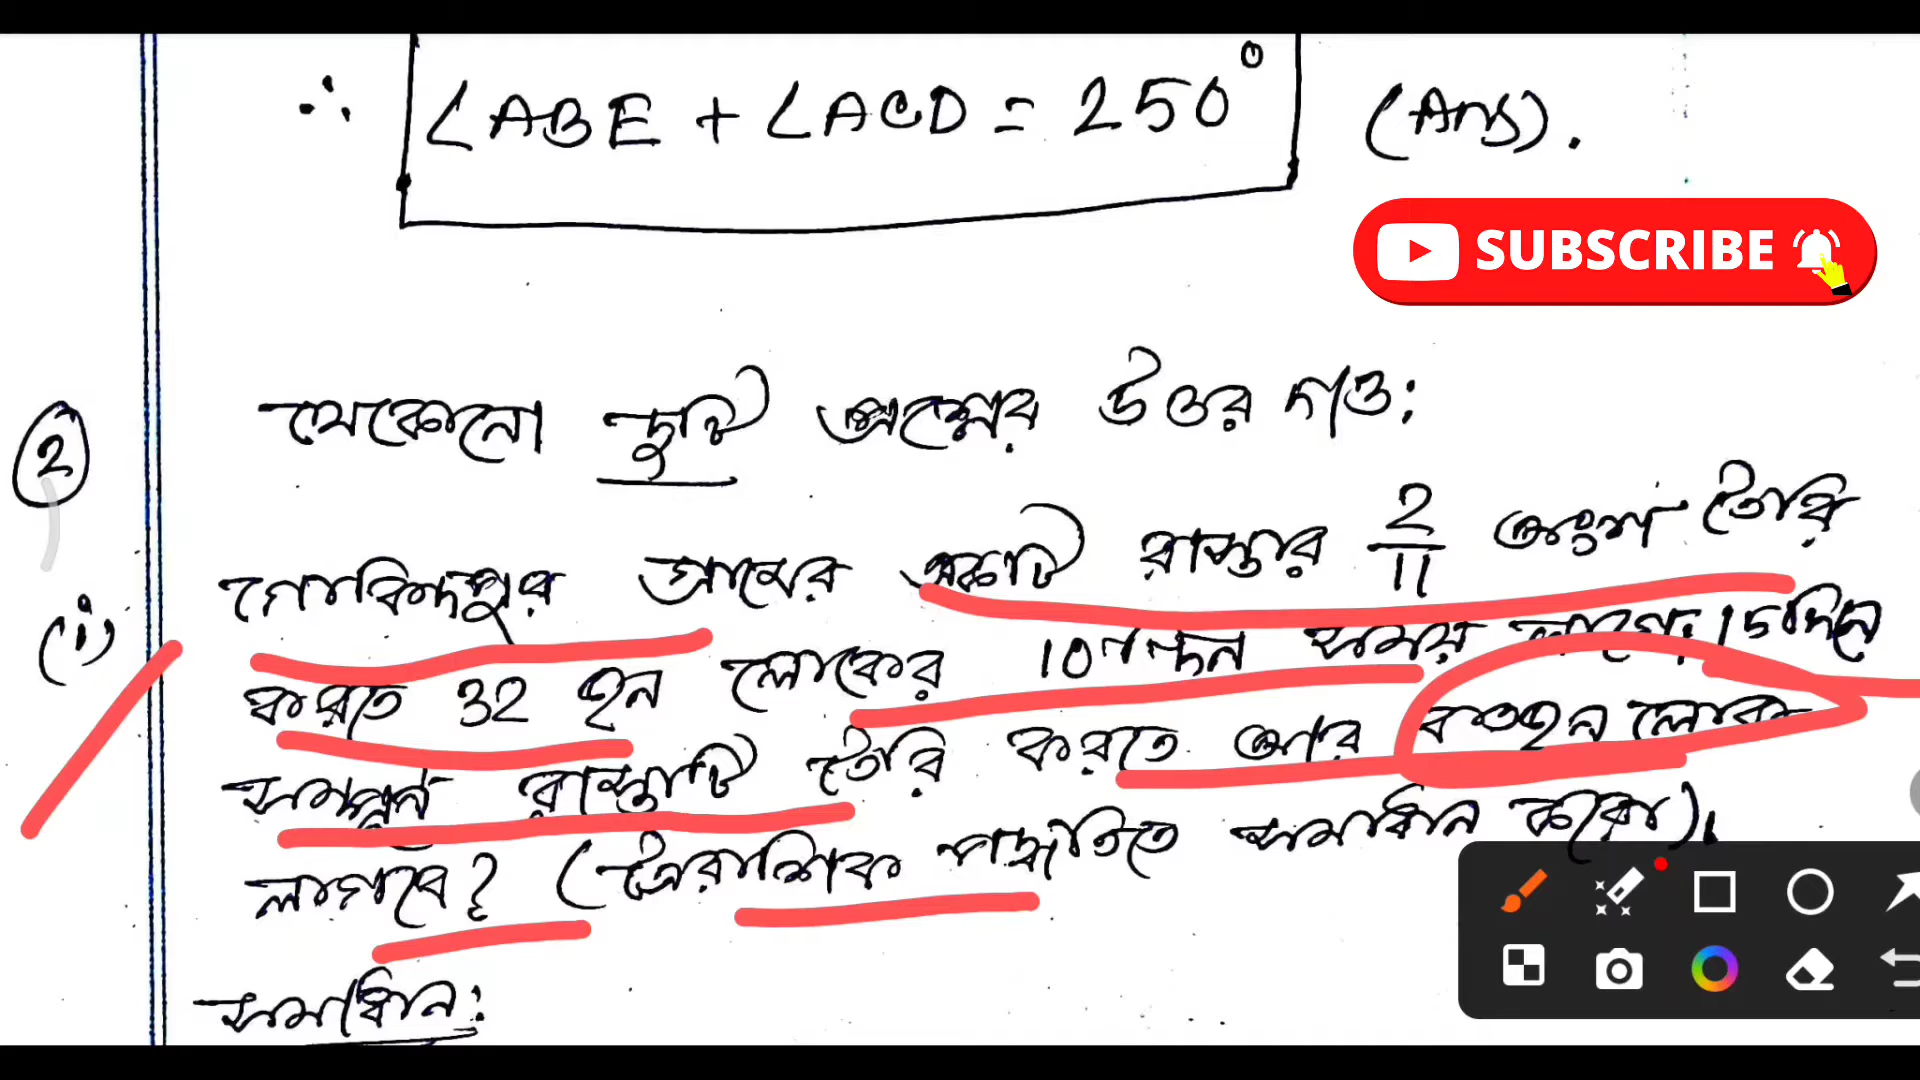 ∴ ∠ABE + ∠ACD = 250° (Ans).
SUBSCRIBE
② যেকোনো দুটি প্রশ্নের উত্তর দাও:
(i) গোবিন্দপুর গ্রামের একটি রাস্তার 2/11 অংশ তৈরি
করতে 32 জন লোকের 10 দিন সময় লাগে। 15 দিনে
সম্পূর্ণ রাস্তাটি তৈরি করতে আর কতজন লোক
লাগবে? (ত্রৈরাশিক পদ্ধতিতে সমাধান করো)।
সমাধান: